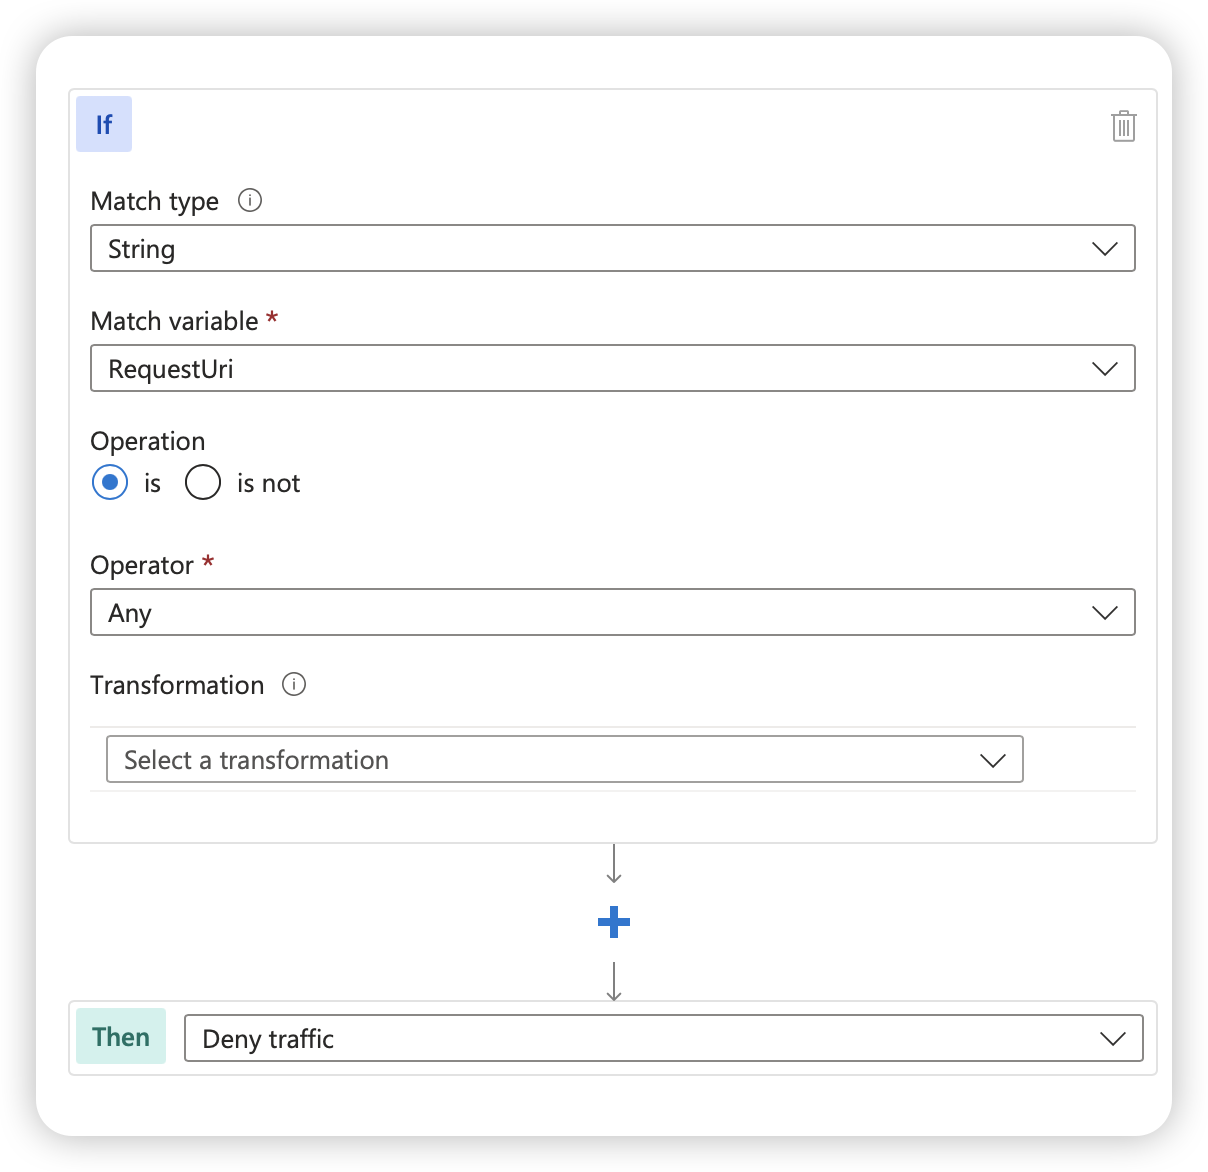 If
Match type
String
Match variable *
RequestUri
Operation
is is not
Operator *
Any
Transformation
Select a transformation
Then Deny traffic